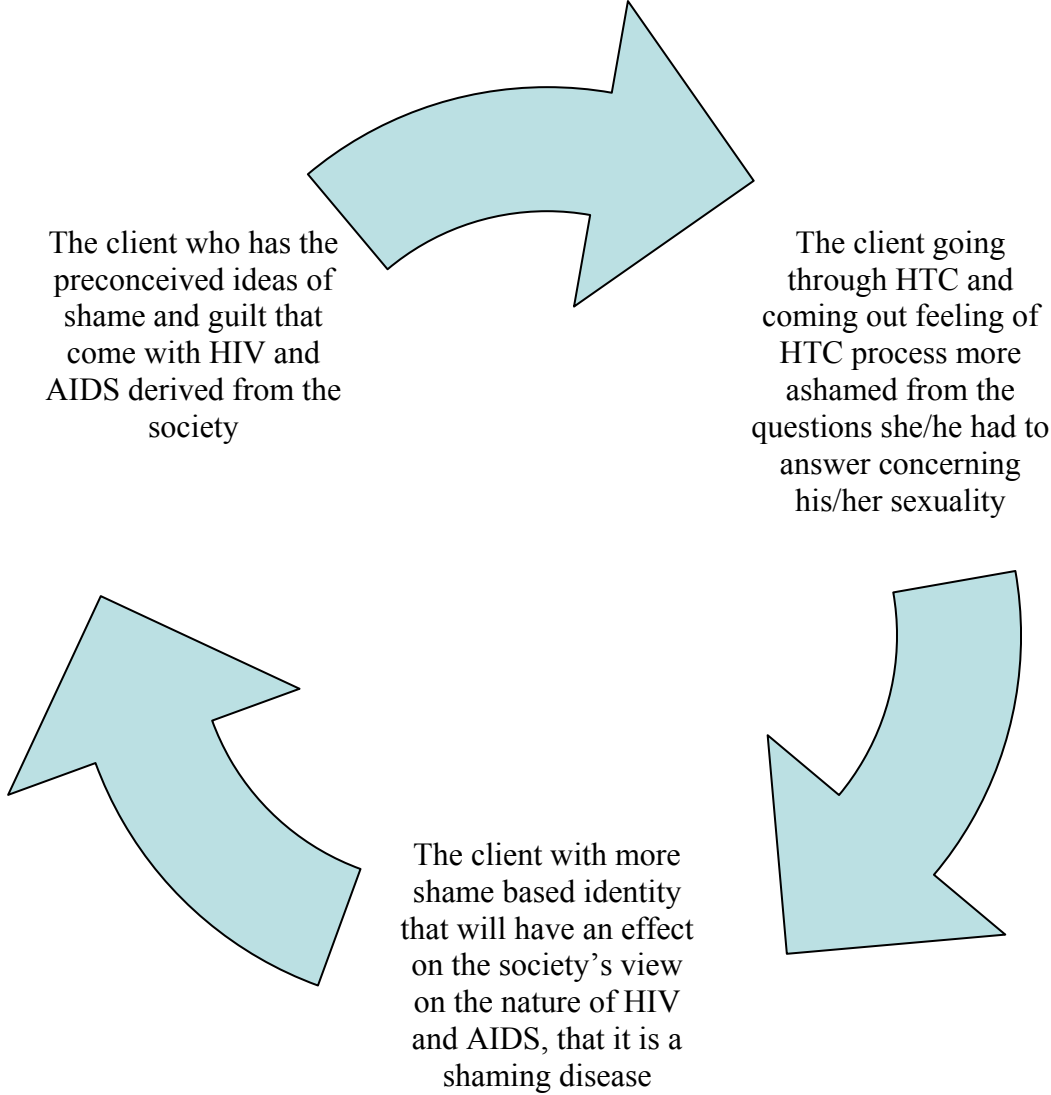 The client who has the
preconceived ideas of
shame and guilt that
come with HIV and
AIDS derived from the
society
The client going
through HTC and
coming out feeling of
HTC process more
ashamed from the
questions she/he had to
answer concerning
his/her sexuality
The client with more
shame based identity
that will have an effect
on the society’s view
on the nature of HIV
and AIDS, that it is a
shaming disease